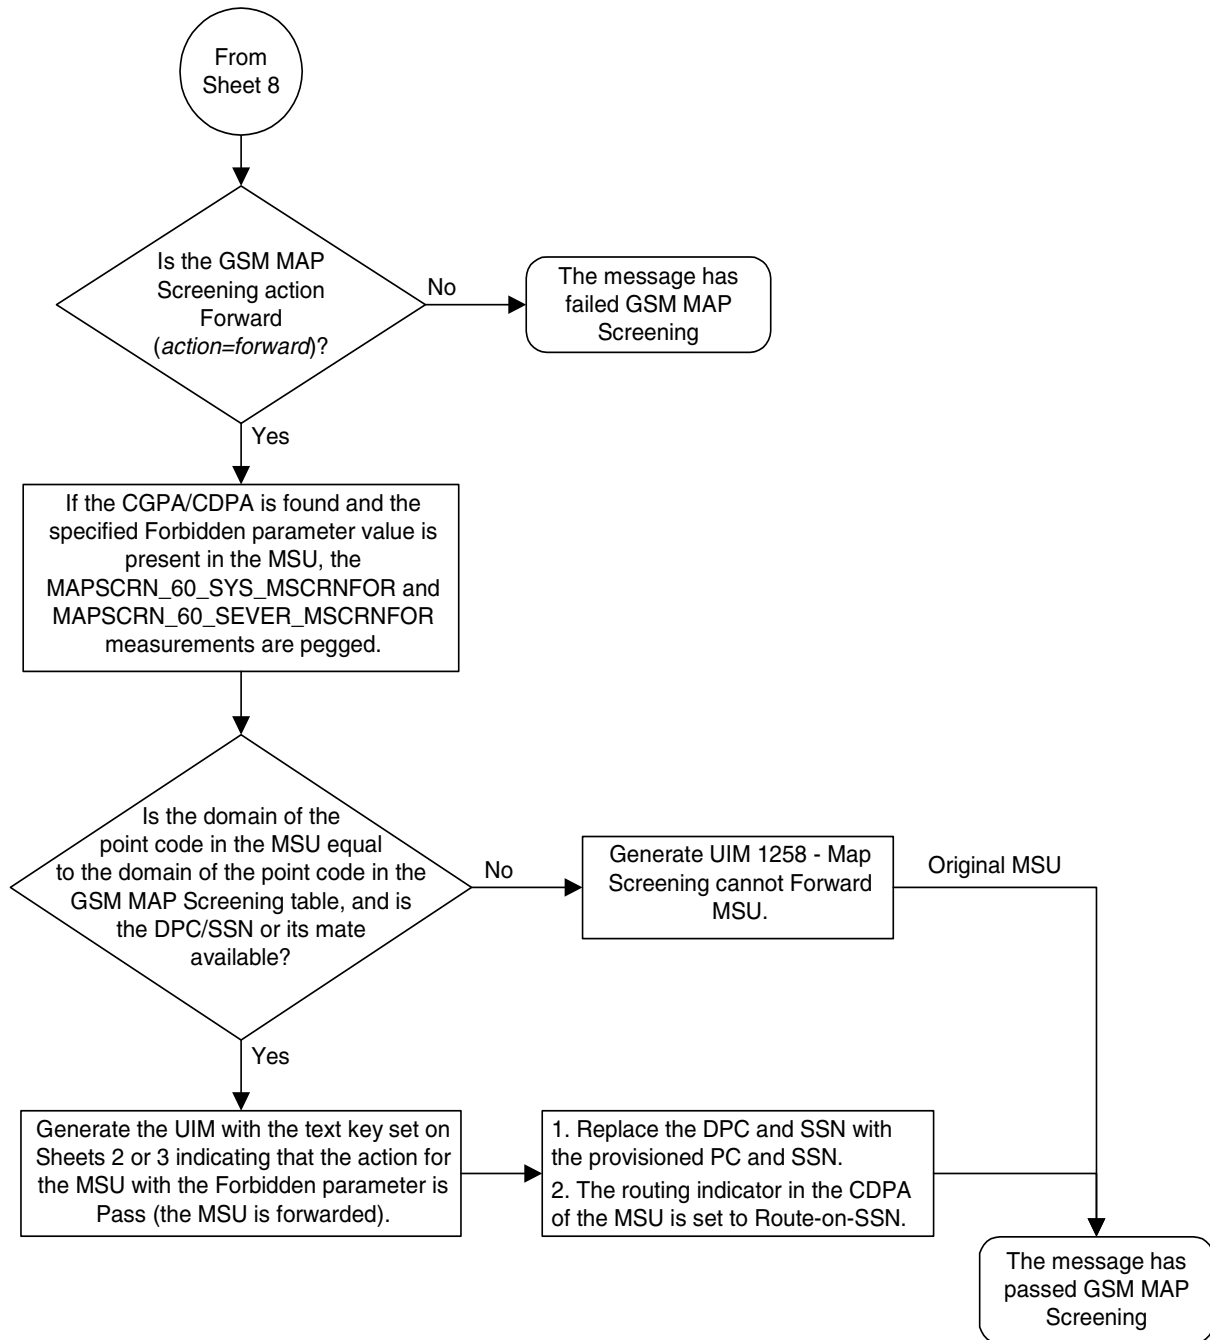 From
Sheet 8
Is the GSM MAP
Screening action
Forward
(action=forward)?
No
The message has
failed GSM MAP
Screening
Yes
If the CGPA/CDPA is found and the
specified Forbidden parameter value is
present in the MSU, the
MAPSCRN_60_SYS_MSCRNFOR and
MAPSCRN_60_SEVER_MSCRNFOR
measurements are pegged.
Is the domain of the
point code in the MSU equal
to the domain of the point code in the
GSM MAP Screening table, and is
the DPC/SSN or its mate
available?
No
Generate UIM 1258 - Map
Screening cannot Forward
MSU.
Original MSU
Yes
Generate the UIM with the text key set on
Sheets 2 or 3 indicating that the action for
the MSU with the Forbidden parameter is
Pass (the MSU is forwarded).
1. Replace the DPC and SSN with
the provisioned PC and SSN.
2. The routing indicator in the CDPA
of the MSU is set to Route-on-SSN.
The message has
passed GSM MAP
Screening